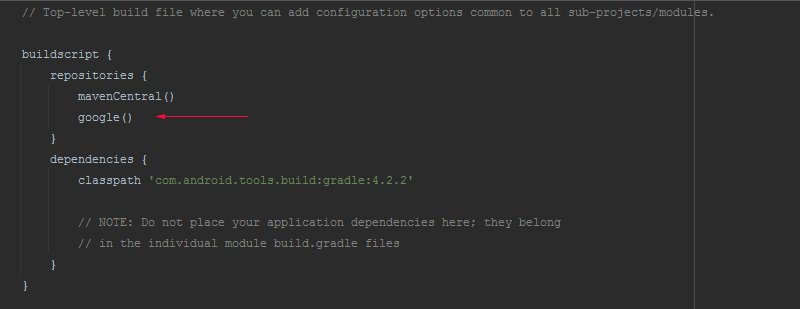 // Top-level build file where you can add configuration options common to all sub-projects/modules.
buildscript {
repositories {
mavenCentral()
google()
}
dependencies {
classpath 'com.android.tools.build:gradle:4.2.2'
// NOTE: Do not place your application dependencies here; they belong
// in the individual module build.gradle files
}
}